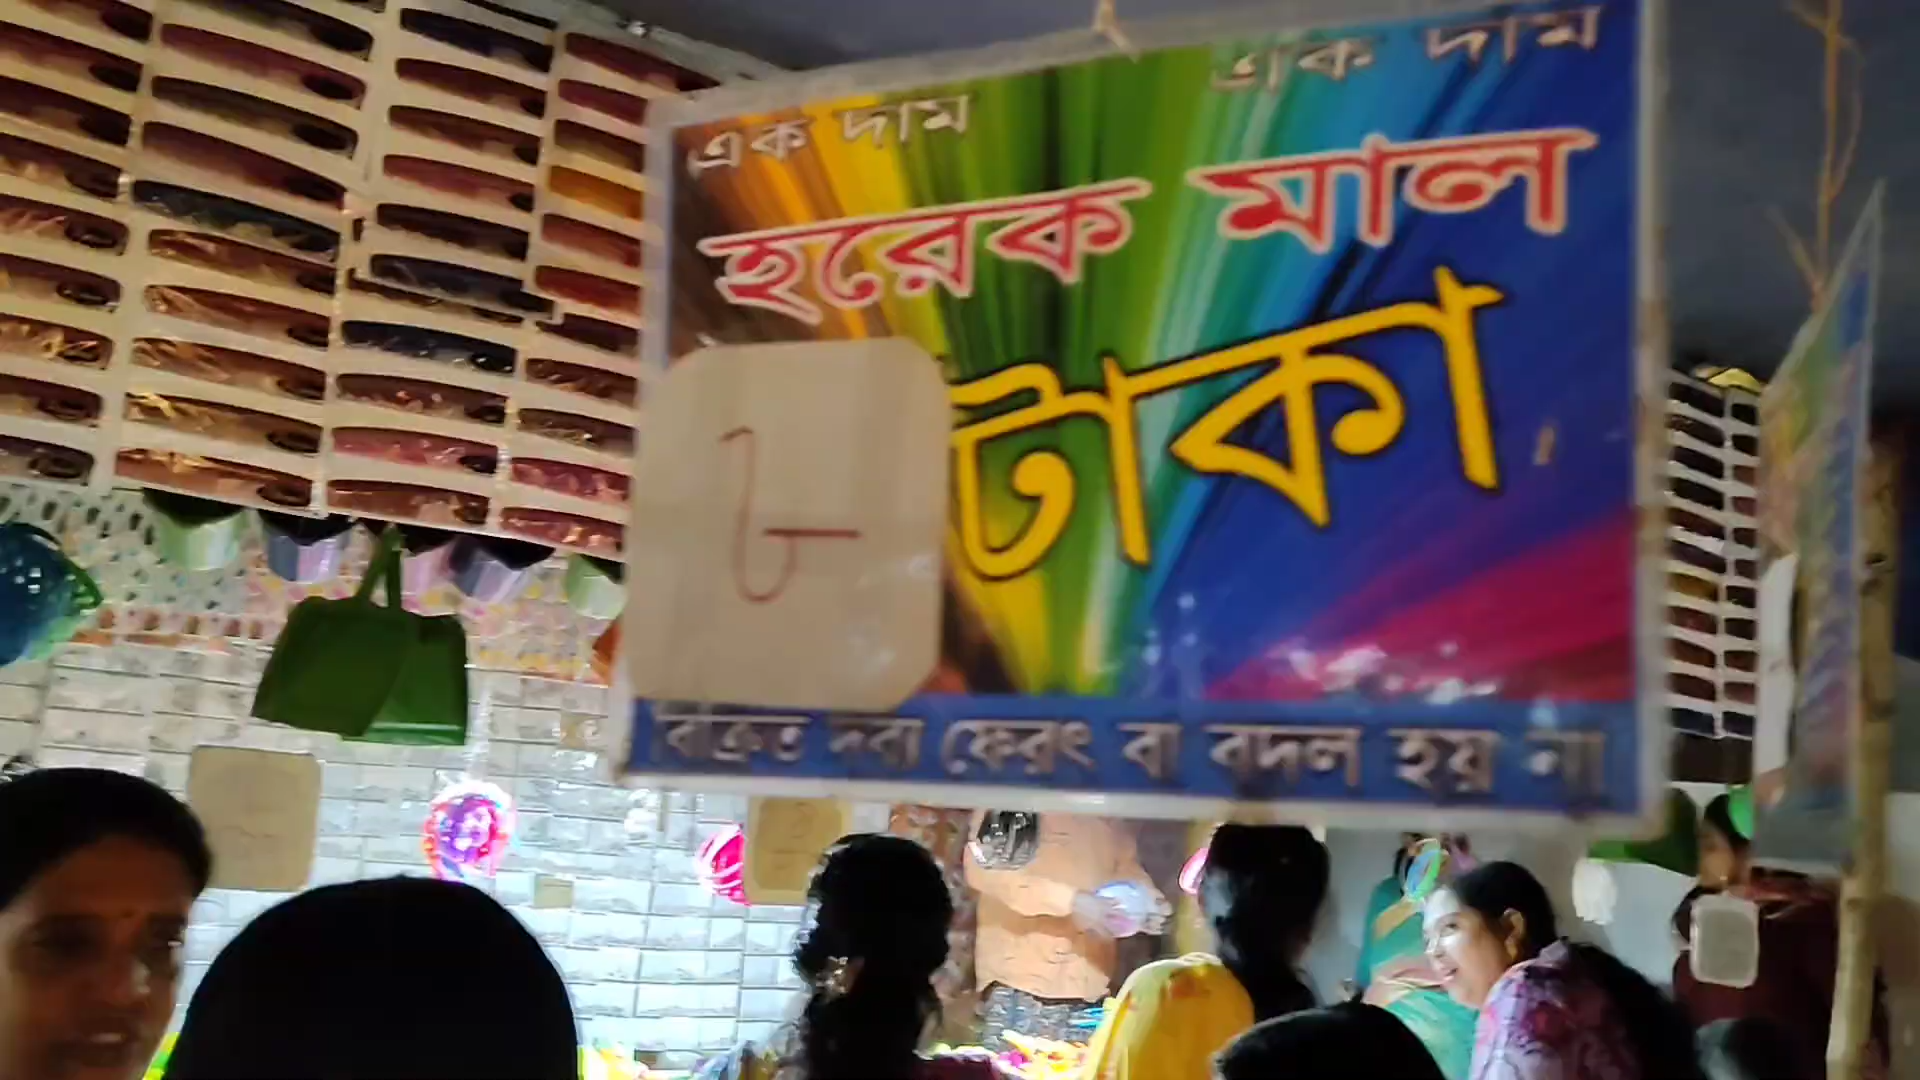 এক দাম এক দাম
হরেক মাল
৮ টাকা
বিক্রিত দ্রব্য ফেরৎ বা বদল হয় না